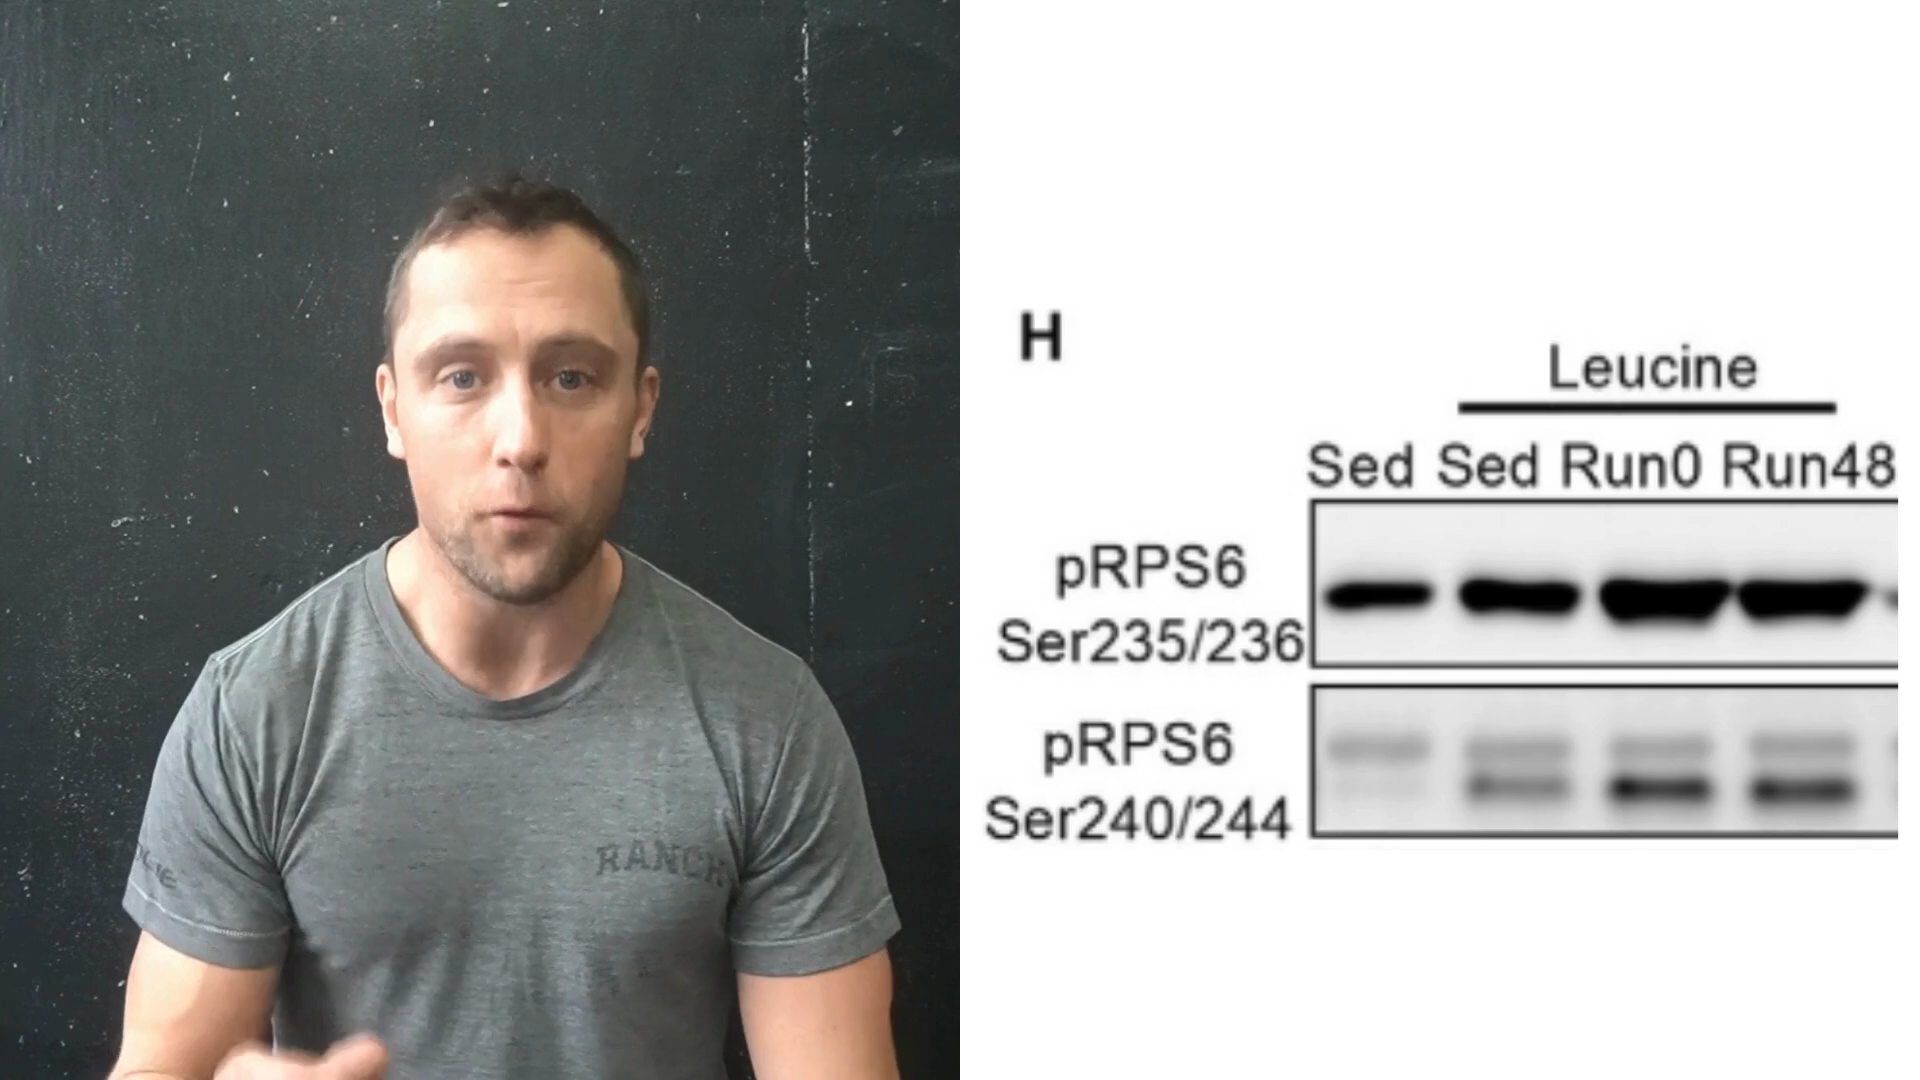 RANCH
H
Leucine
Sed Sed Run0 Run48
pRPS6
Ser235/236
pRPS6
Ser240/244